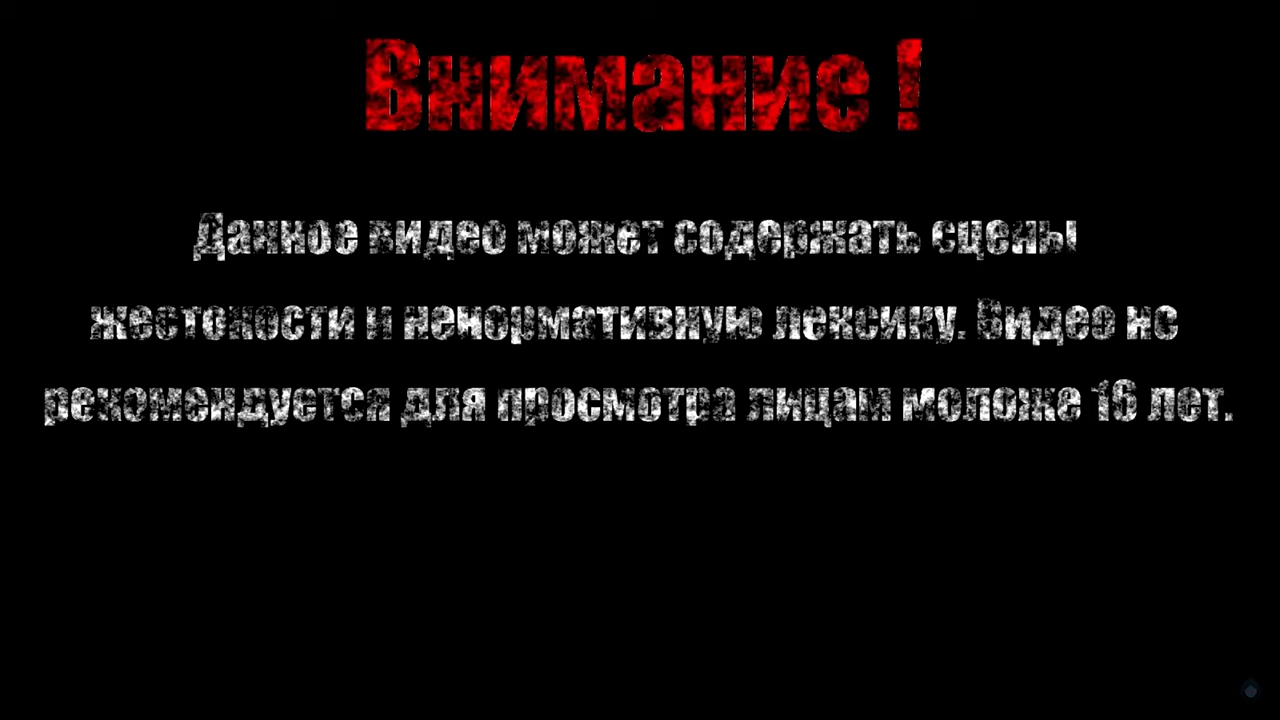 Внимание !
Данное видео может содержать сцены
жестокости и ненормативную лексику. Видео не
рекомендуется для просмотра лицам моложе 16 лет.